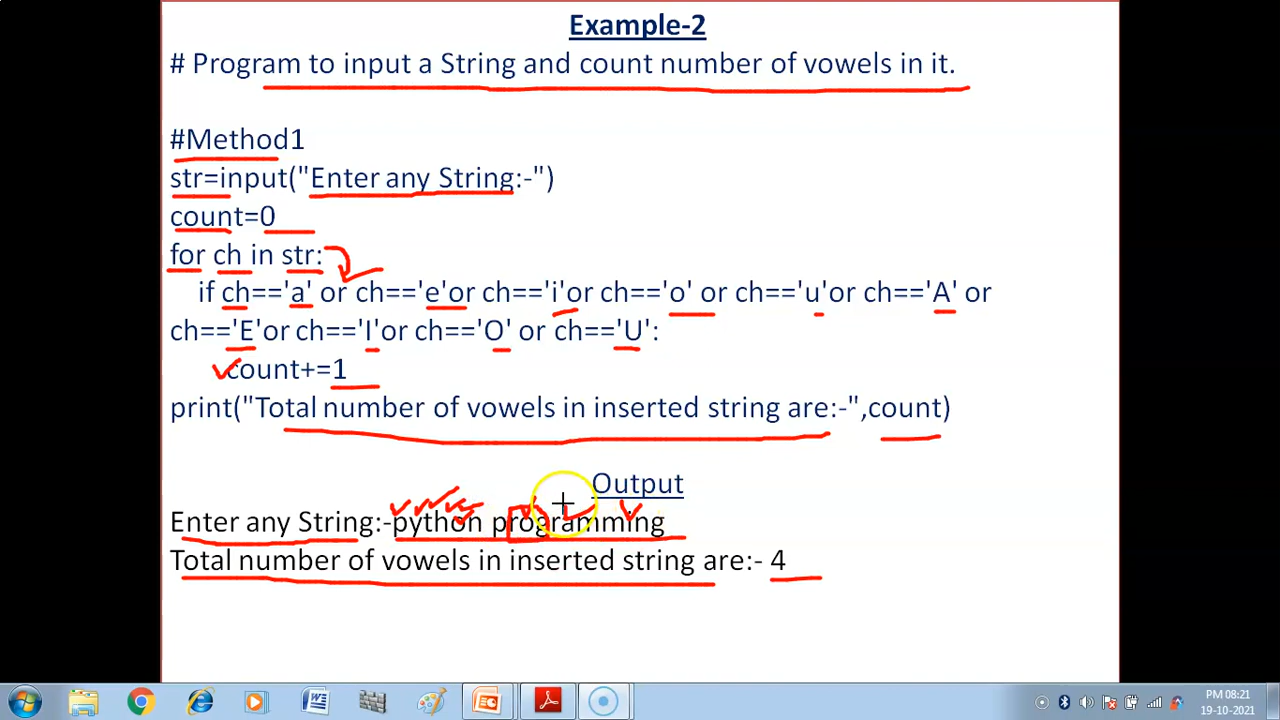 Example-2
# Program to input a String and count number of vowels in it.
#Method1
str=input("Enter any String:-")
count=0
for ch in str:
if ch=='a' or ch=='e'or ch=='i'or ch=='o' or ch=='u'or ch=='A' or
ch=='E'or ch=='I'or ch=='O' or ch=='U':
count+=1
print("Total number of vowels in inserted string are:-",count)
Output
Enter any String:-python programming
Total number of vowels in inserted string are:- 4
PM 08:21
19-10-2021